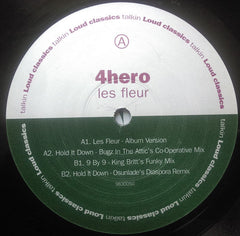 talkin Loud classics talkin Loud classics talkin Loud classics talkin Loud classics
A
4hero
les fleur
A1. Les Fleur - Album Version
A2. Hold It Down - Bugz In The Attic's Co-Operative Mix
B1. 9 By 9 - King Britt's Funky Mix
B2. Hold It Down - Osunlade's Diaspora Remix